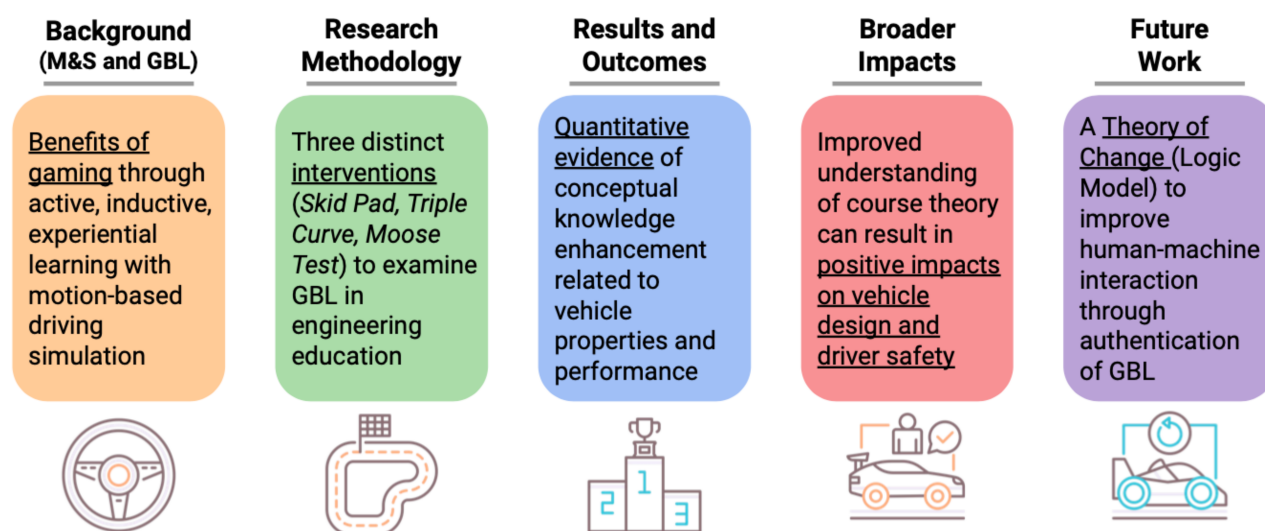 Background
(M&S and GBL)
Benefits of
gaming through
active, inductive,
experiential
learning with
motion-based
driving
simulation
Research
Methodology
Three distinct
interventions
(Skid Pad, Triple
Curve, Moose
Test) to examine
GBL in
engineering
education
Results and
Outcomes
Quantitative
evidence of
conceptual
knowledge
enhancement
related to
vehicle
properties and
performance
2
1
3
Broader
Impacts
Improved
understanding
of course theory
can result in
positive impacts
on vehicle
design and
driver safety
Future
Work
A Theory of
Change (Logic
Model) to
improve
human-machine
interaction
through
authentication
of GBL